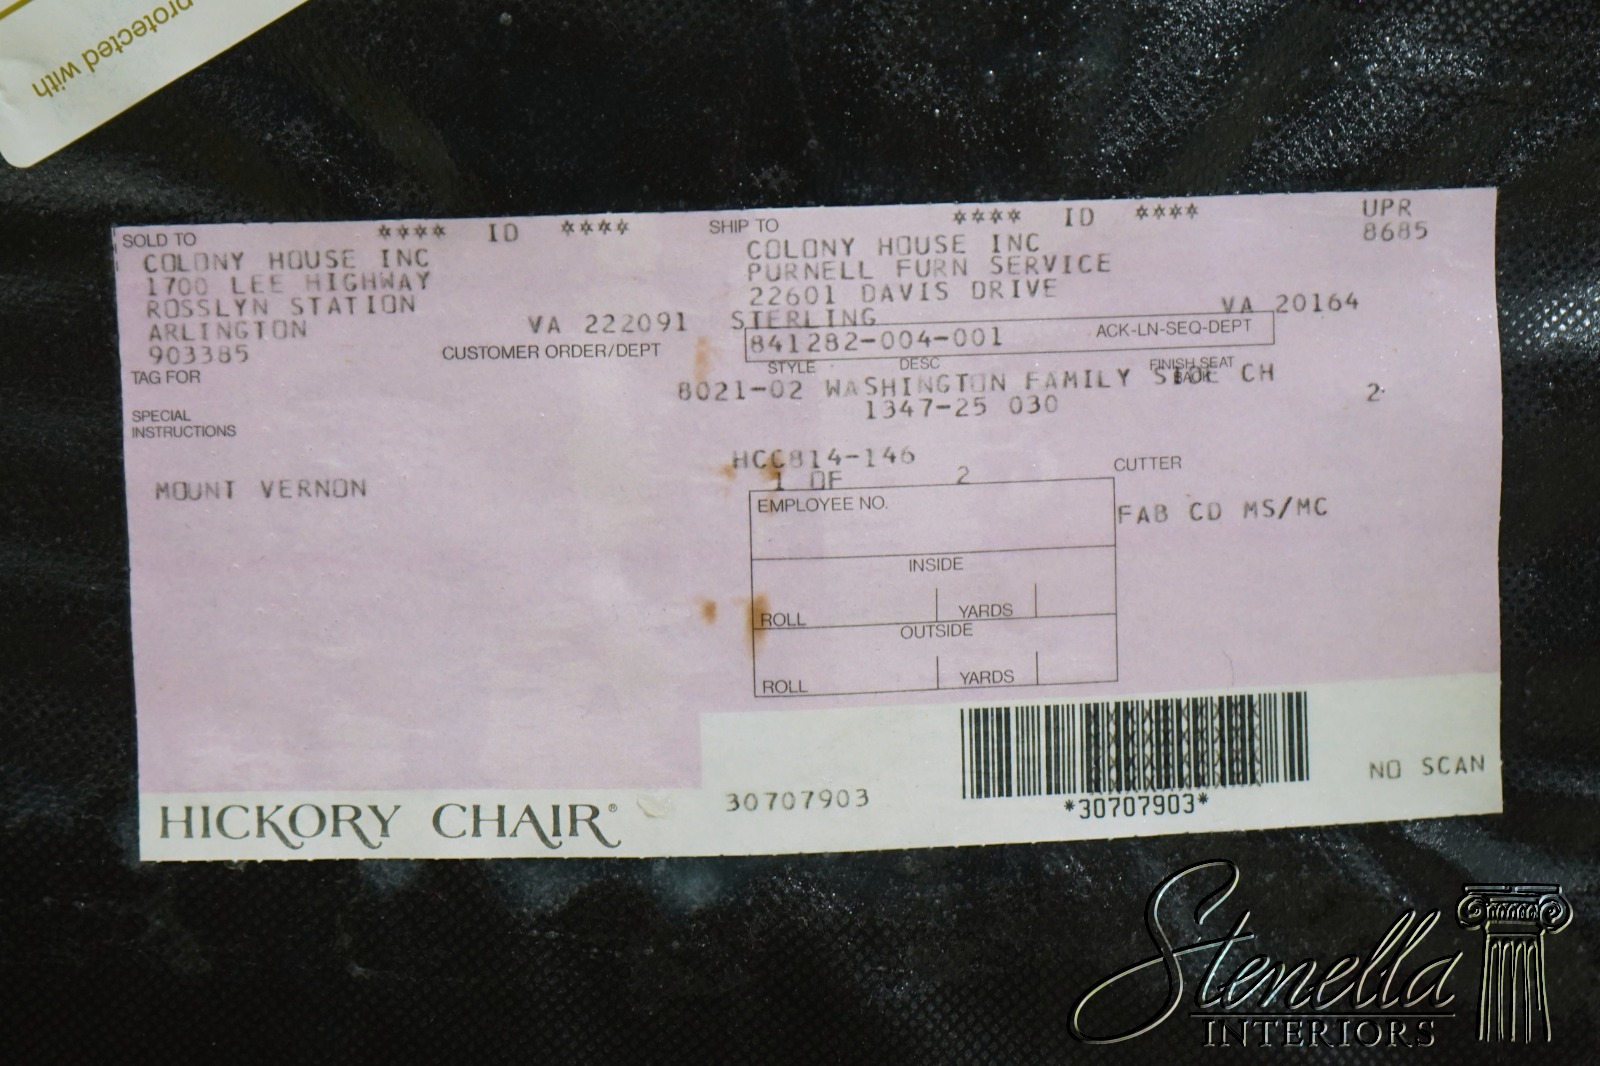 protected with
SOLD TO **** ID ****
COLONY HOUSE INC
1700 LEE HIGHWAY
ROSSLYN STATION
ARLINGTON VA 222091
903385 CUSTOMER ORDER/DEPT
TAG FOR
SPECIAL
INSTRUCTIONS
MOUNT VERNON
SHIP TO **** ID **** UPR
8685
COLONY HOUSE INC
PURNELL FURN SERVICE
22601 DAVIS DRIVE
STERLING VA 20164
841282-004-001 ACK-LN-SEQ-DEPT
STYLE DESC FINISH SEAT
BACK
8021-02 WASHINGTON FAMILY SIDE CH 2
1347-25 030
HCC814-146
1 OF 2
CUTTER
EMPLOYEE NO.
FAB CD MS/MC
INSIDE
ROLL YARDS
OUTSIDE
ROLL YARDS
HICKORY CHAIR®
30707903
*30707903*
NO SCAN
Stenella
INTERIORS